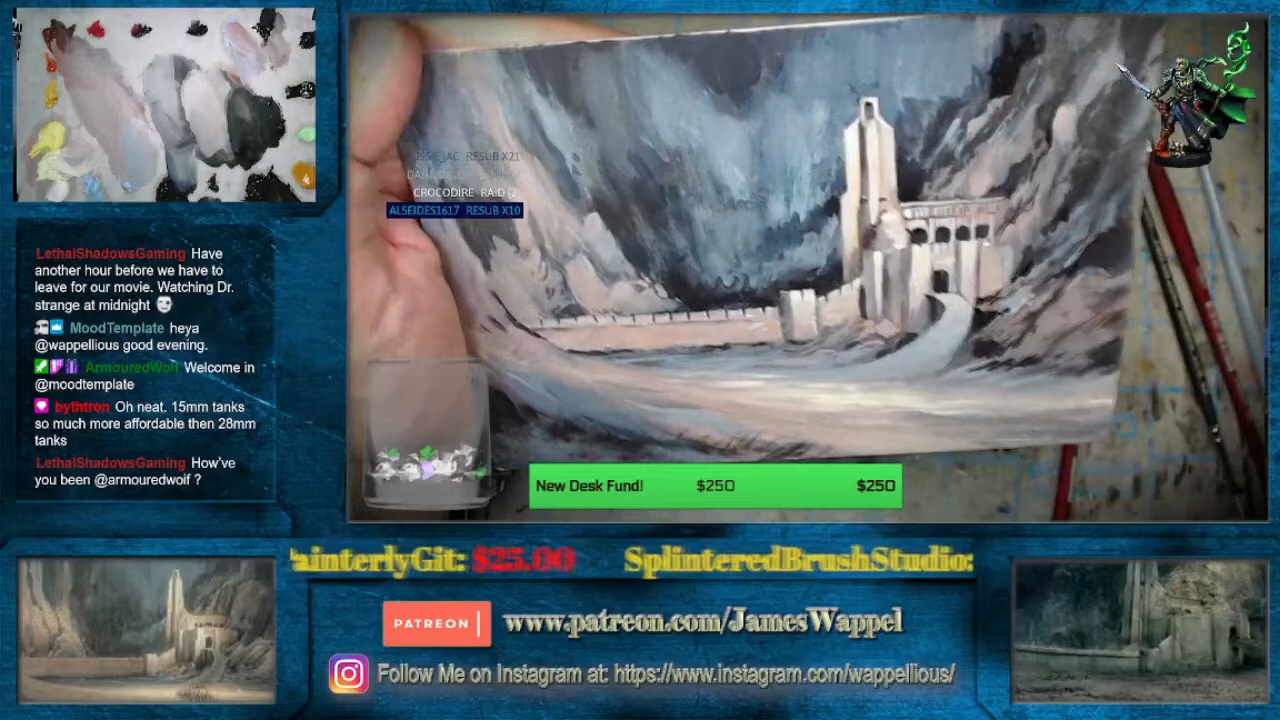 RESUB X21
CROCODIRE RAID (2
ALSEIDES1617 RESUB X10
LethalShadowsGaming Have
another hour before we have to
leave for our movie. Watching Dr.
strange at midnight
MoodTemplate heya
@wappellious good evening.
ArmouredWolf Welcome in
@moodtemplate
bythtron Oh neat. 15mm tanks
so much more affordable then 28mm
tanks
LethalShadowsGaming How've
you been @armouredwolf ?
New Desk Fund! $250 $250
ainterlyGit: $25.00 SplinteredBrushStudio:
PATREON www.patreon.com/JamesWappel
Follow Me on Instagram at: https://www.instagram.com/wappellious/